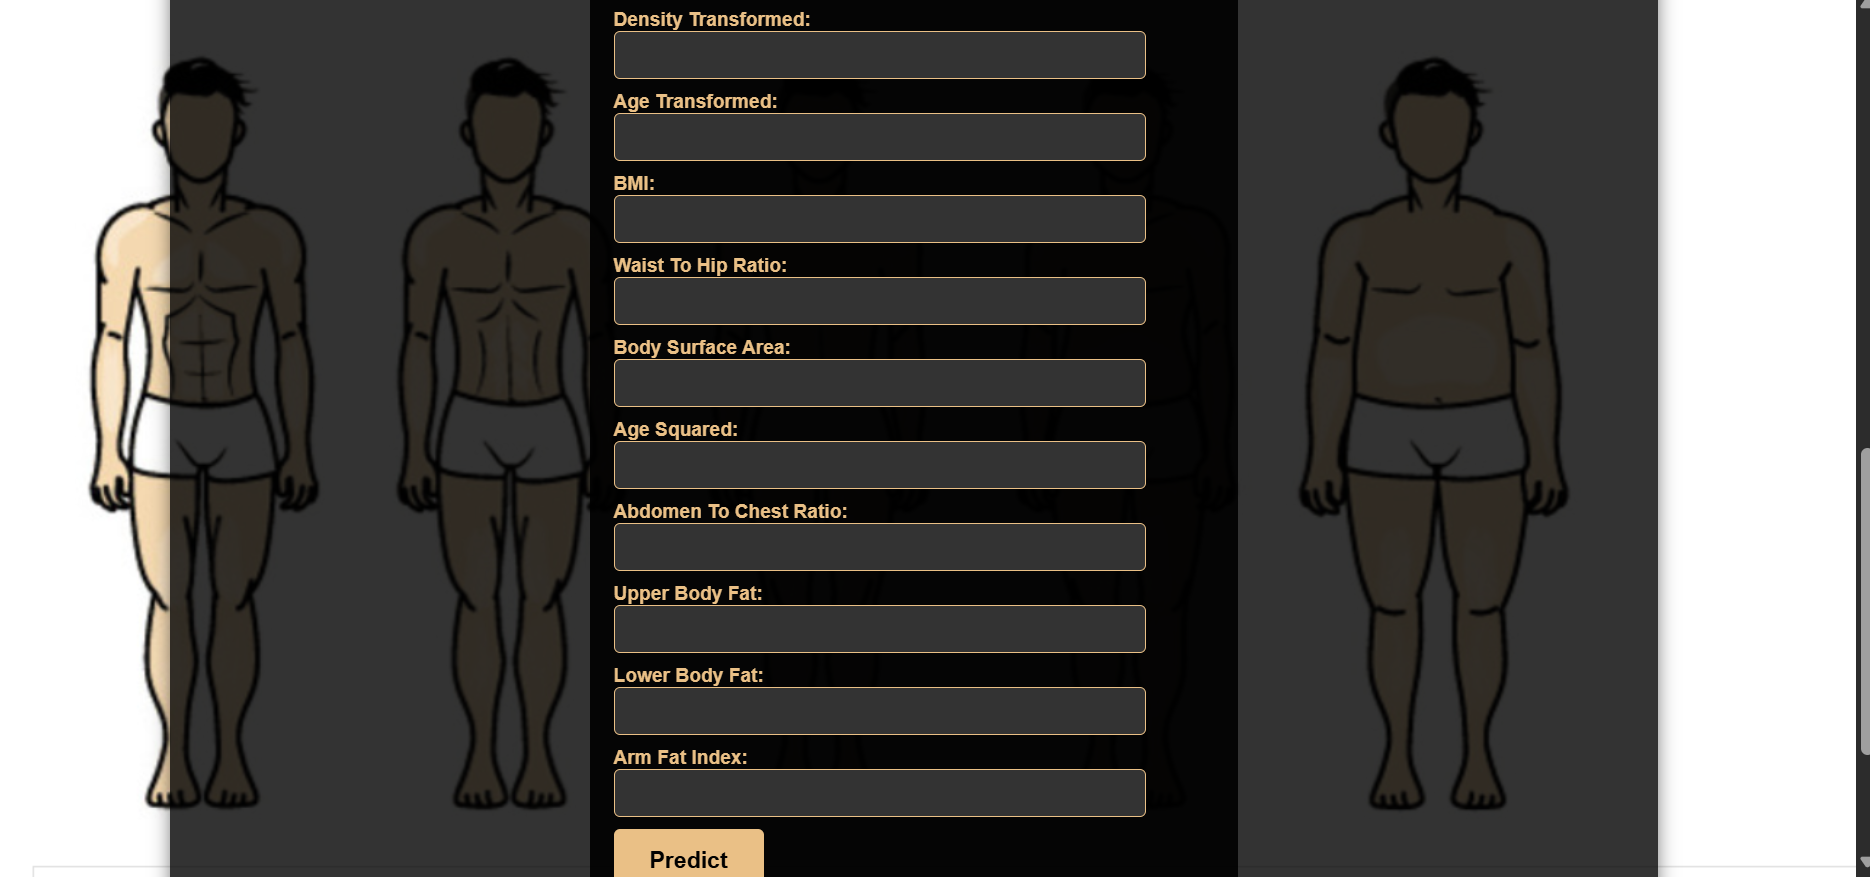 Density Transformed:
Age Transformed:
BMI:
Waist To Hip Ratio:
Body Surface Area:
Age Squared:
Abdomen To Chest Ratio:
Upper Body Fat:
Lower Body Fat:
Arm Fat Index:
Predict